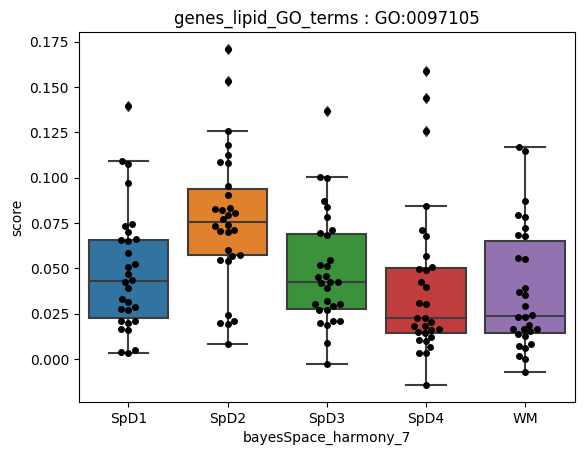 genes_lipid_GO_terms : GO:0097105
0.175
0.150
0.125
0.100
0.075
0.050
0.025
0.000
score
SpD1 SpD2 SpD3 SpD4 WM
bayesSpace_harmony_7